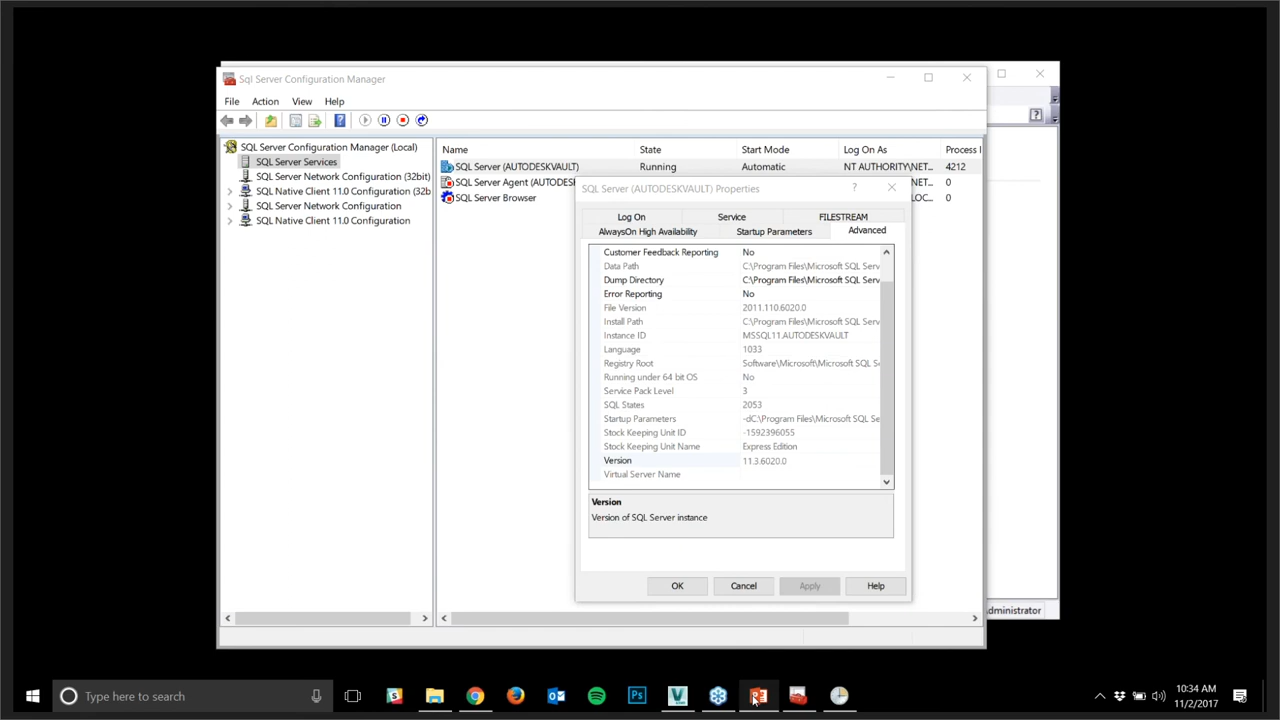 Sql Server Configuration Manager
File Action View Help
SQL Server Configuration Manager (Local)
SQL Server Services
SQL Server Network Configuration (32bit)
SQL Native Client 11.0 Configuration (32b
SQL Server Network Configuration
SQL Native Client 11.0 Configuration
Name State Start Mode Log On As Process I
SQL Server (AUTODESKVAULT) Running Automatic NT AUTHORITY\NET... 4212
SQL Server Agent (AUTODES NET... 0
SQL Server Browser LOC... 0
SQL Server (AUTODESKVAULT) Properties ?
Log On Service FILESTREAM
AlwaysOn High Availability Startup Parameters Advanced
Customer Feedback Reporting No
Data Path C:\Program Files\Microsoft SQL Serv
Dump Directory C:\Program Files\Microsoft SQL Serv
Error Reporting No
File Version 2011.110.6020.0
Install Path C:\Program Files\Microsoft SQL Serv
Instance ID MSSQL11.AUTODESKVAULT
Language 1033
Registry Root Software\Microsoft\Microsoft SQL Se
Running under 64 bit OS No
Service Pack Level 3
SQL States 2053
Startup Parameters -dC:\Program Files\Microsoft SQL Se
Stock Keeping Unit ID -1592396055
Stock Keeping Unit Name Express Edition
Version 11.3.6020.0
Virtual Server Name
Version
Version of SQL Server instance
OK Cancel Apply Help
dministrator
Type here to search
10:34 AM
11/2/2017